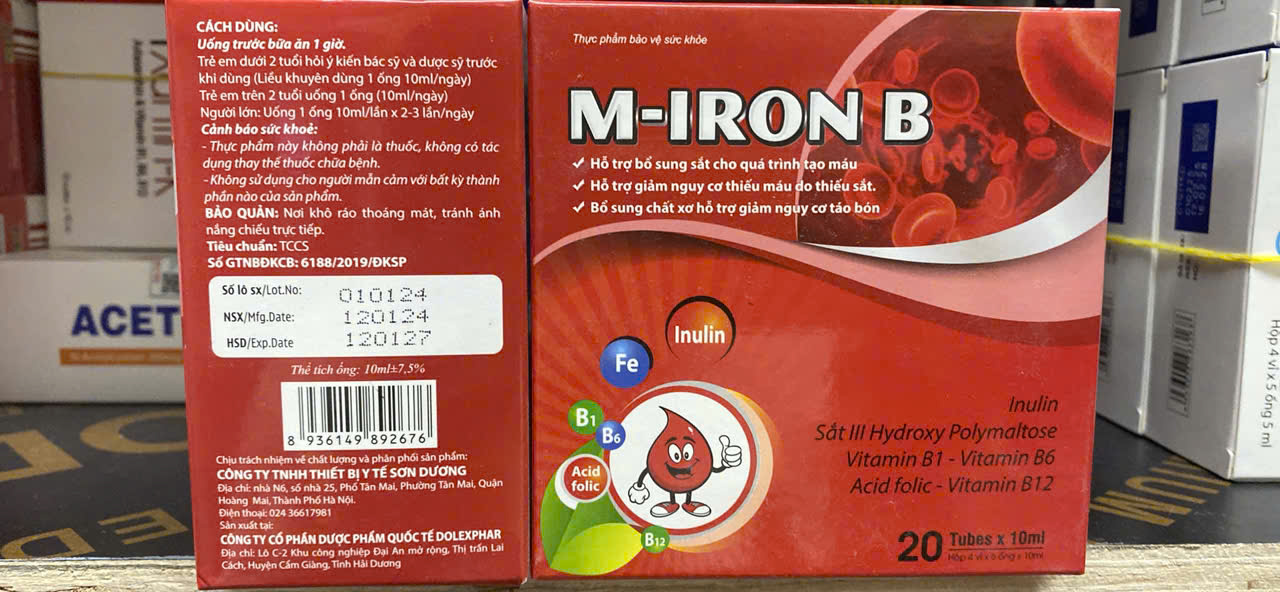 CÁCH DÙNG:
Uống trước bữa ăn 1 giờ.
Trẻ em dưới 2 tuổi hỏi ý kiến bác sỹ và dược sỹ trước
khi dùng (Liều khuyên dùng 1 ống 10ml/ngày)
Trẻ em trên 2 tuổi uống 1 ống (10ml/ngày)
Người lớn: Uống 1 ống 10ml/lần x 2-3 lần/ngày
Cảnh báo sức khoẻ:
- Thực phẩm này không phải là thuốc, không có tác
dụng thay thế thuốc chữa bệnh.
- Không sử dụng cho người mẫn cảm với bất kỳ thành
phần nào của sản phẩm.
BẢO QUẢN: Nơi khô ráo thoáng mát, tránh ánh
nắng chiếu trực tiếp.
Tiêu chuẩn: TCCS
Số GTNBĐKCB: 6188/2019/ĐKSP
Số lô sx/Lot.No: 010124
NSX/Mfg.Date: 120124
HSD/Exp.Date 120127
Thể tích ống: 10ml±7,5%
8 936149 892676
Chịu trách nhiệm về chất lượng và phân phối sản phẩm:
CÔNG TY TNHH THIẾT BỊ Y TẾ SƠN DƯƠNG
Địa chỉ: nhà N6, số nhà 25, Phố Tân Mai, Phường Tân Mai, Quận
Hoàng Mai, Thành Phố Hà Nội.
Điện thoại: 024 36617981
Sản xuất tại:
CÔNG TY CỔ PHẦN DƯỢC PHẨM QUỐC TẾ DOLEXPHAR
Địa chỉ: Lô C-2 Khu công nghiệp Đại An mở rộng, Thị trấn Lai
Cách, Huyện Cẩm Giàng, Tỉnh Hải Dương
Thực phẩm bảo vệ sức khỏe
M-IRON B
Hỗ trợ bổ sung sắt cho quá trình tạo máu
Hỗ trợ giảm nguy cơ thiếu máu do thiếu sắt.
Bổ sung chất xơ hỗ trợ giảm nguy cơ táo bón
Inulin
Fe
B1
B6
Acid
folic
B12
Inulin
Sắt III Hydroxy Polymaltose
Vitamin B1 - Vitamin B6
Acid folic - Vitamin B12
20 Tubes x 10ml
Hộp 4 vỉ x 5 ống x 10ml
ACET
Hộp 4 vỉ x 5 ống 5 ml